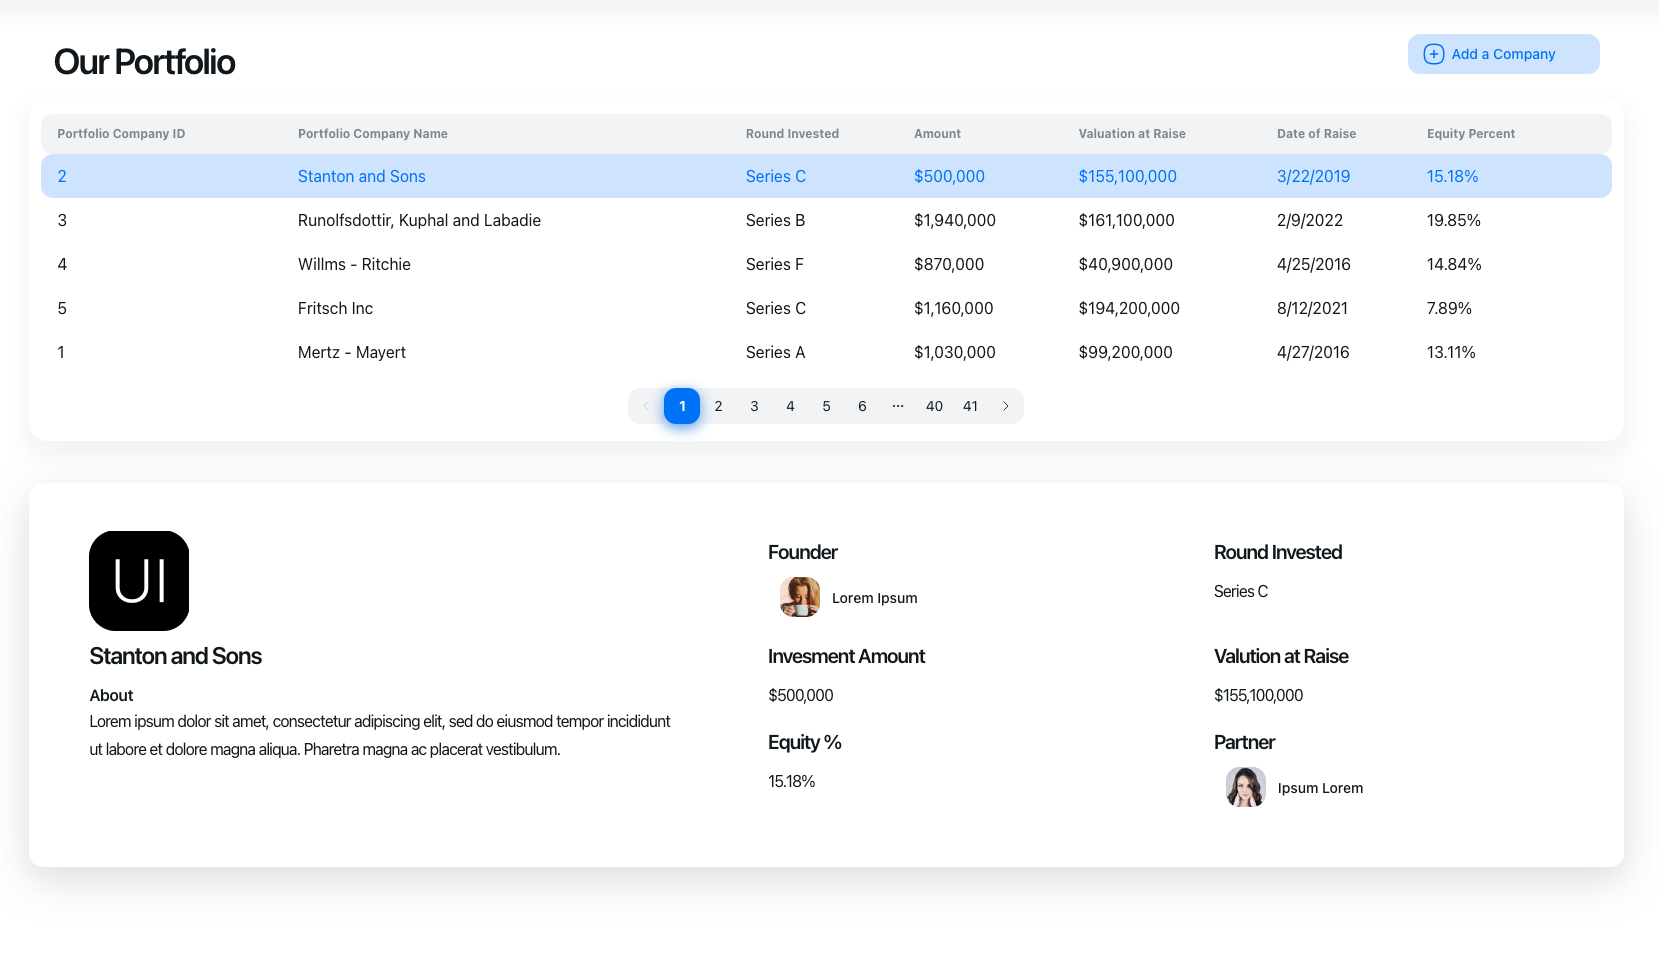 Our Portfolio
Add a Company
Portfolio Company ID Portfolio Company Name Round Invested Amount Valuation at Raise Date of Raise Equity Percent
2 Stanton and Sons Series C $500,000 $155,100,000 3/22/2019 15.18%
3 Runolfsdottir, Kuphal and Labadie Series B $1,940,000 $161,100,000 2/9/2022 19.85%
4 Willms - Ritchie Series F $870,000 $40,900,000 4/25/2016 14.84%
5 Fritsch Inc Series C $1,160,000 $194,200,000 8/12/2021 7.89%
1 Mertz - Mayert Series A $1,030,000 $99,200,000 4/27/2016 13.11%
1 2 3 4 5 6 ... 40 41
UI
Stanton and Sons
About
Lorem ipsum dolor sit amet, consectetur adipiscing elit, sed do eiusmod tempor incididunt
ut labore et dolore magna aliqua. Pharetra magna ac placerat vestibulum.
Founder
Lorem Ipsum
Round Invested
Series C
Invesment Amount
$500,000
Valution at Raise
$155,100,000
Equity %
15.18%
Partner
Ipsum Lorem